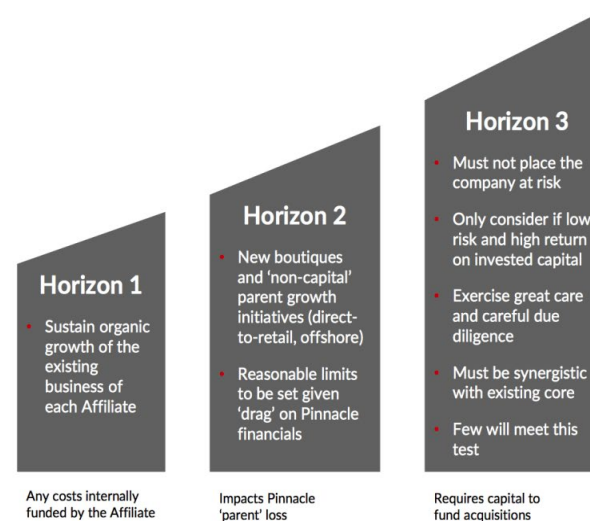 Horizon 1
• Sustain organic
growth of the
existing
business of
each Affiliate
Any costs internally
funded by the Affiliate
Horizon 2
• New boutiques
and ‘non-capital’
parent growth
initiatives (direct-
to-retail, offshore)
• Reasonable limits
to be set given
‘drag’ on Pinnacle
financials
Impacts Pinnacle
‘parent’ loss
Horizon 3
• Must not place the
company at risk
• Only consider if low
risk and high return
on invested capital
• Exercise great care
and careful due
diligence
• Must be synergistic
with existing core
• Few will meet this
test
Requires capital to
fund acquisitions